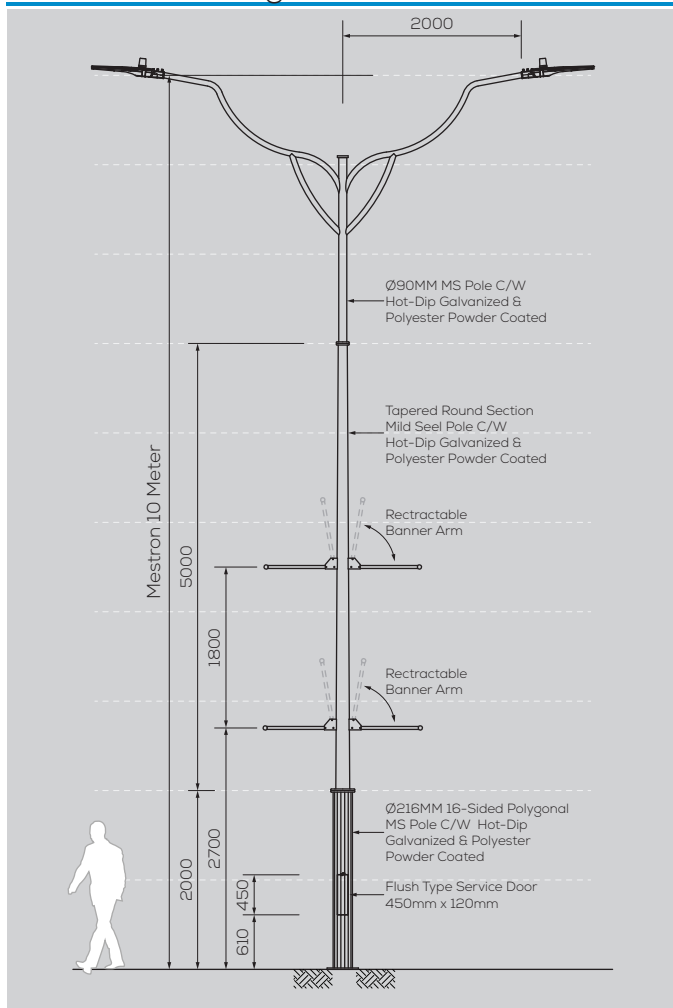 2000
Ø90MM MS Pole C/W
Hot-Dip Galvanized &
Polyester Powder Coated
Tapered Round Section
Mild Seel Pole C/W
Hot-Dip Galvanized &
Polyester Powder Coated
Mestron 10 Meter
5000
Rectractable
Banner Arm
1800
Rectractable
Banner Arm
Ø216MM 16-Sided Polygonal
MS Pole C/W Hot-Dip
Galvanized & Polyester
Powder Coated
2000
2700
450
Flush Type Service Door
450mm x 120mm
610